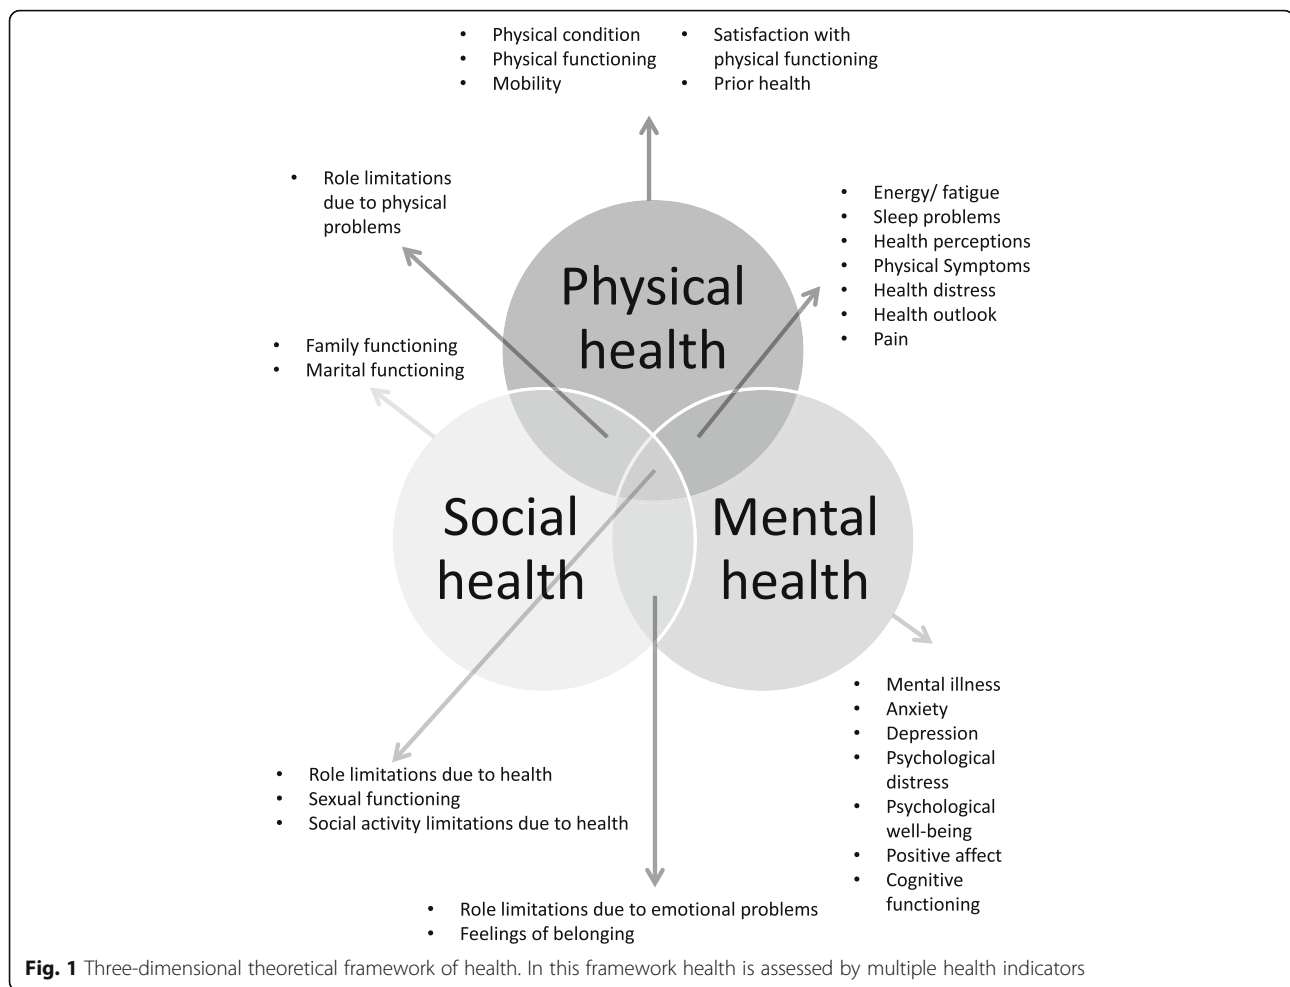 • Physical condition
• Physical functioning
• Mobility
• Satisfaction with
physical functioning
• Prior health
• Role limitations
due to physical
problems
• Energy/ fatigue
• Sleep problems
• Health perceptions
• Physical Symptoms
• Health distress
• Health outlook
• Pain
Physical
health
• Family functioning
• Marital functioning
Social
health
Mental
health
• Mental illness
• Anxiety
• Depression
• Psychological
distress
• Psychological
well-being
• Positive affect
• Cognitive
functioning
• Role limitations due to health
• Sexual functioning
• Social activity limitations due to health
• Role limitations due to emotional problems
• Feelings of belonging
Fig. 1 Three-dimensional theoretical framework of health. In this framework health is assessed by multiple health indicators